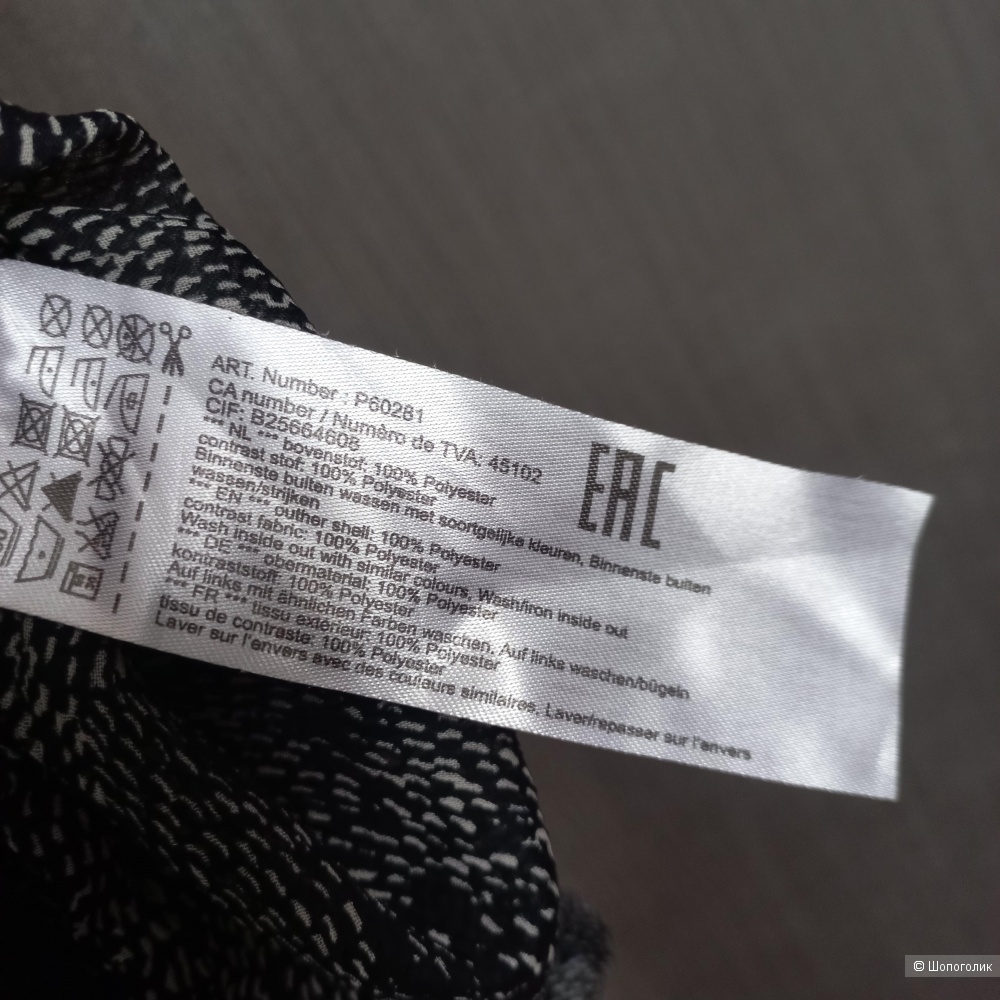 ART. Number : P60281
CA number / Numéro de TVA. 45102
CIF: B25664608
*** NL *** bovenstof: 100% Polyester
contrast stof: 100% Polyester
Binnenste buiten wassen met soortgelijke kleuren, Binnenste buiten
wassen/strijken
*** EN *** outher shell: 100% Polyester
contrast fabric: 100% Polyester
Wash inside out with similar colours, Wash/iron inside out
*** DE *** obermaterial: 100% Polyester
kontraststoff: 100% Polyester
Auf links mit ähnlichen Farben waschen, Auf links waschen/bügeln
*** FR *** tissu extérieur: 100% Polyester
tissu de contraste: 100% Polyester
Laver sur l'envers avec des couleurs similaires, Laver/repasser sur l'envers
EAC
© Шопоголик